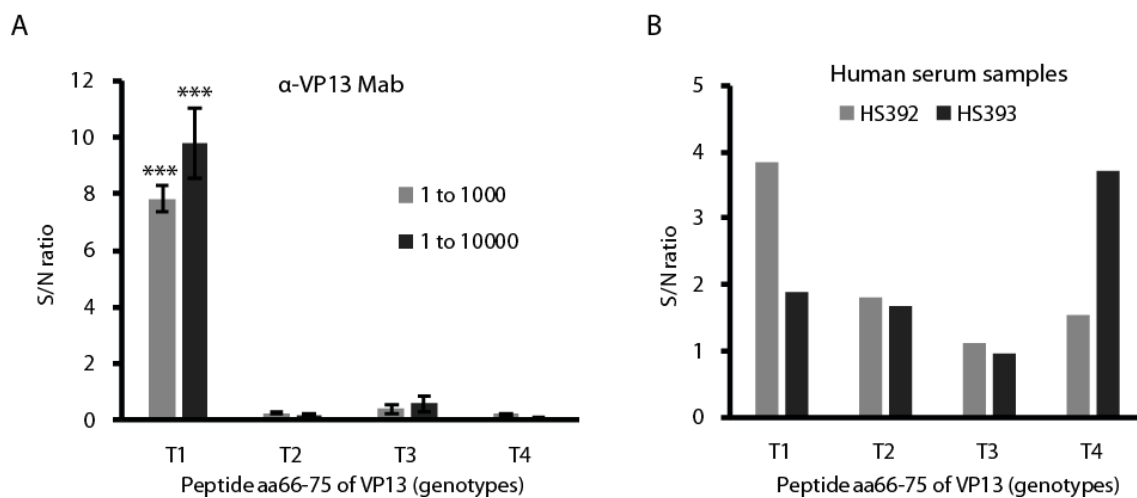 A
α-VP13 Mab
12
10
8
6
4
2
0
S/N ratio
***
***
1 to 1000
1 to 10000
T1 T2 T3 T4
Peptide aa66-75 of VP13 (genotypes)
B
Human serum samples
HS392 HS393
5
4
3
2
1
0
S/N ratio
T1 T2 T3 T4
Peptide aa66-75 of VP13 (genotypes)